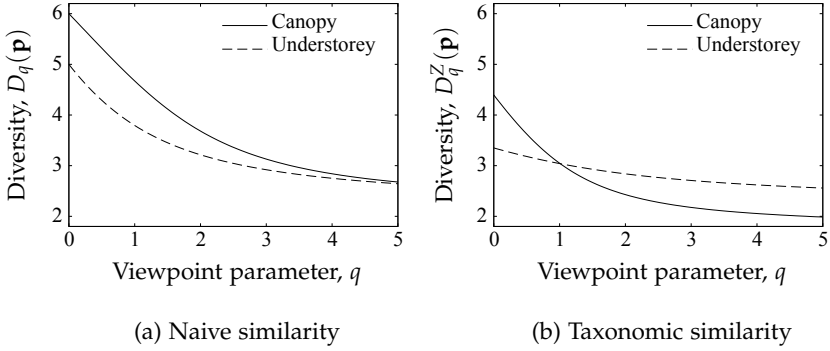 Canopy
Understorey
Diversity, D_q(p)
6
5
4
3
2
0 1 2 3 4 5
Viewpoint parameter, q
(a) Naive similarity
Canopy
Understorey
Diversity, D_q^Z(p)
6
5
4
3
2
0 1 2 3 4 5
Viewpoint parameter, q
(b) Taxonomic similarity